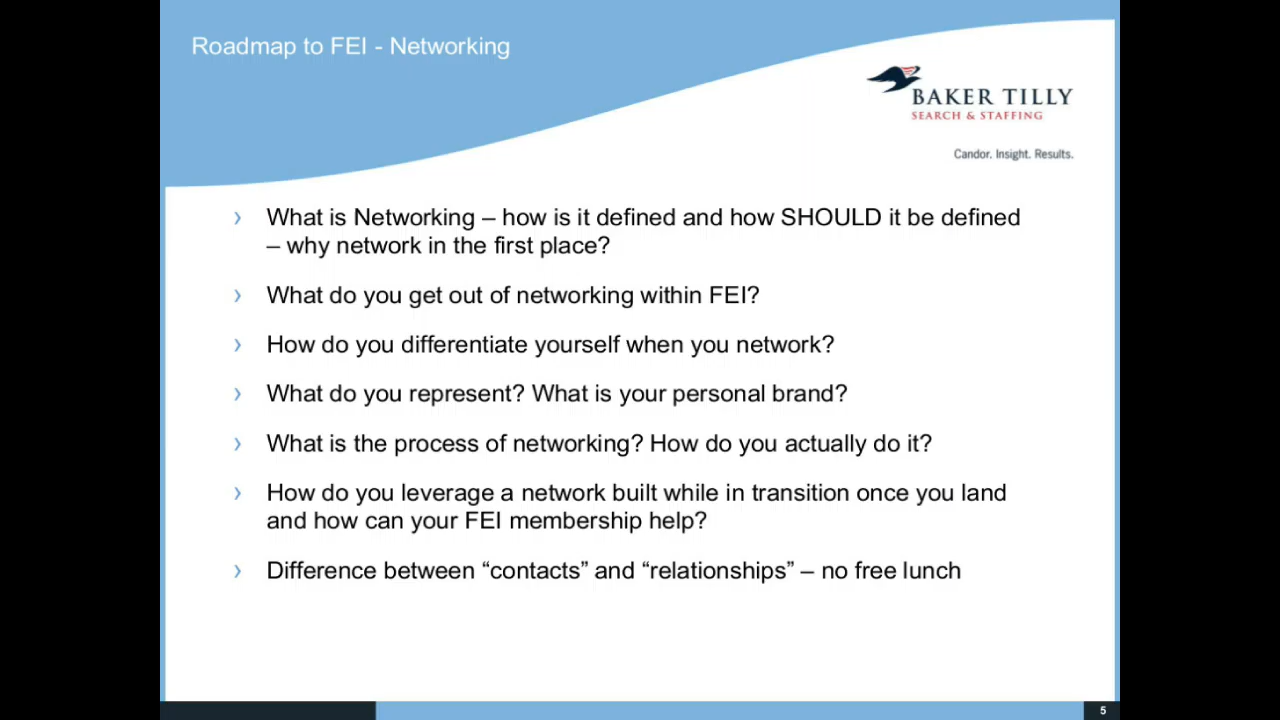 Roadmap to FEI - Networking
BAKER TILLY
SEARCH & STAFFING
Candor. Insight. Results.
› What is Networking – how is it defined and how SHOULD it be defined
– why network in the first place?
› What do you get out of networking within FEI?
› How do you differentiate yourself when you network?
› What do you represent? What is your personal brand?
› What is the process of networking? How do you actually do it?
› How do you leverage a network built while in transition once you land
and how can your FEI membership help?
› Difference between “contacts” and “relationships” – no free lunch
5